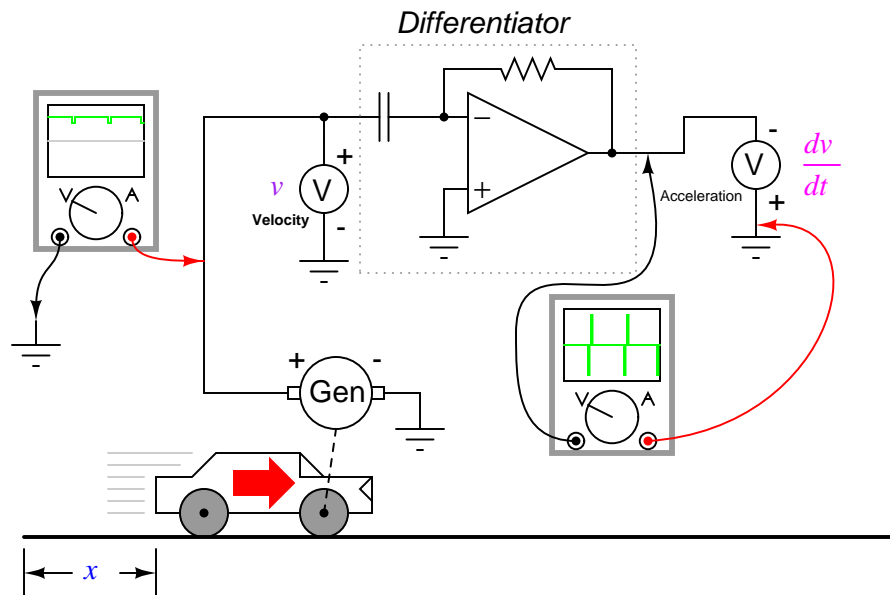 Differentiator
V A
v
Velocity
+
V
-
−
+
Acceleration
-
V
+
dv
dt
+ Gen -
V A
x